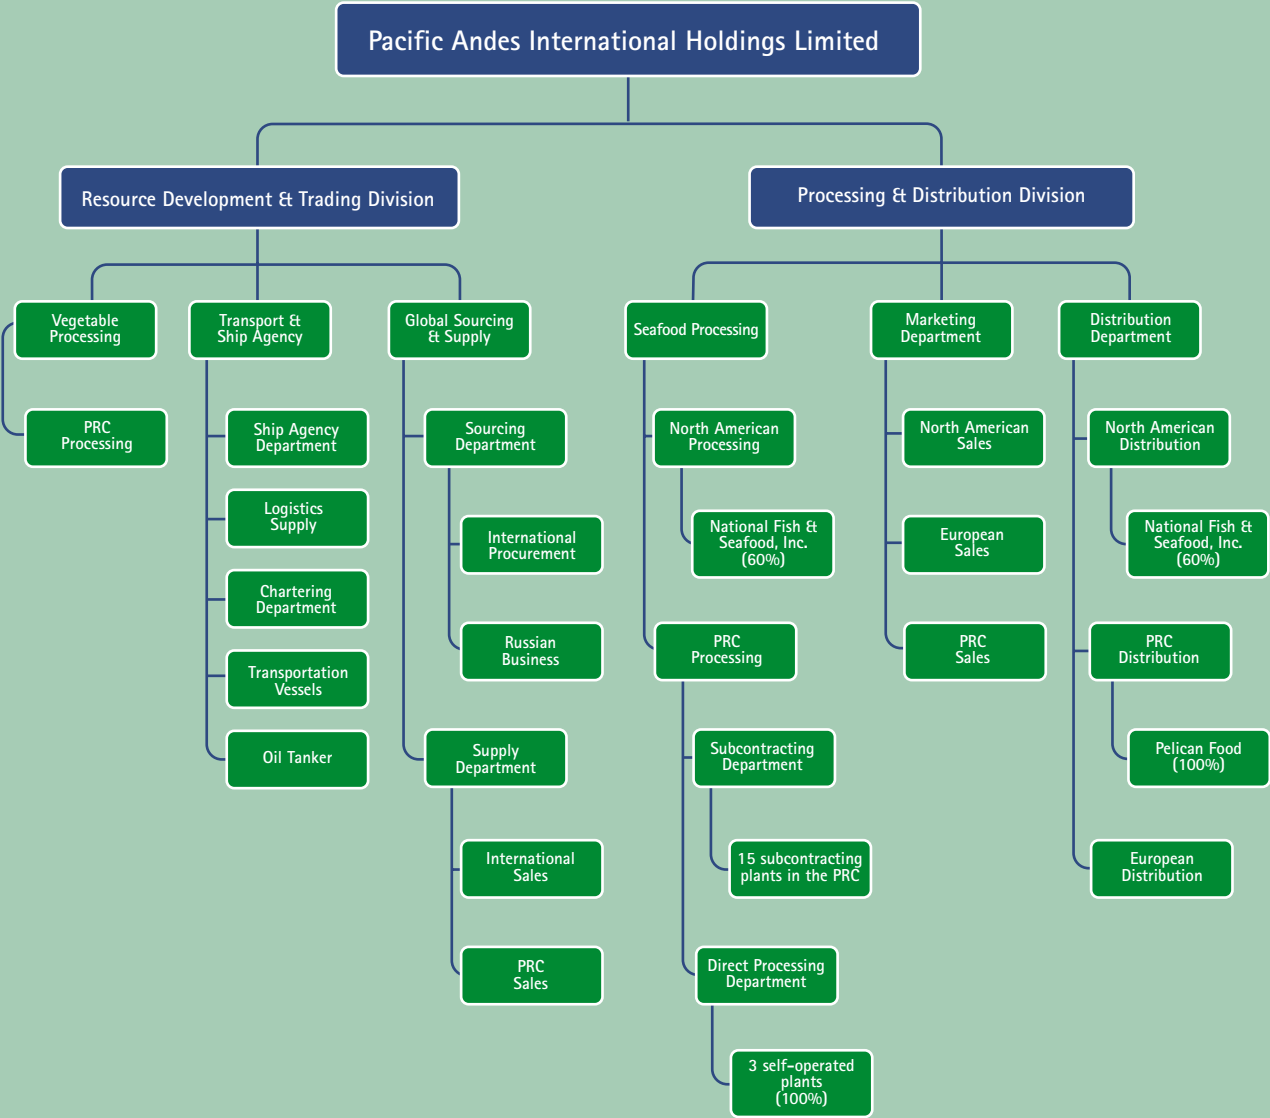 Pacific Andes International Holdings Limited
Resource Development & Trading Division
Processing & Distribution Division
Vegetable
Processing
PRC
Processing
Transport &
Ship Agency
Ship Agency
Department
Logistics
Supply
Chartering
Department
Transportation
Vessels
Oil Tanker
Global Sourcing
& Supply
Sourcing
Department
International
Procurement
Russian
Business
Supply
Department
International
Sales
PRC
Sales
Seafood Processing
North American
Processing
National Fish &
Seafood, Inc.
(60%)
PRC
Processing
Subcontracting
Department
15 subcontracting
plants in the PRC
Direct Processing
Department
3 self-operated
plants
(100%)
Marketing
Department
North American
Sales
European
Sales
PRC
Sales
Distribution
Department
North American
Distribution
National Fish &
Seafood, Inc.
(60%)
PRC
Distribution
Pelican Food
(100%)
European
Distribution